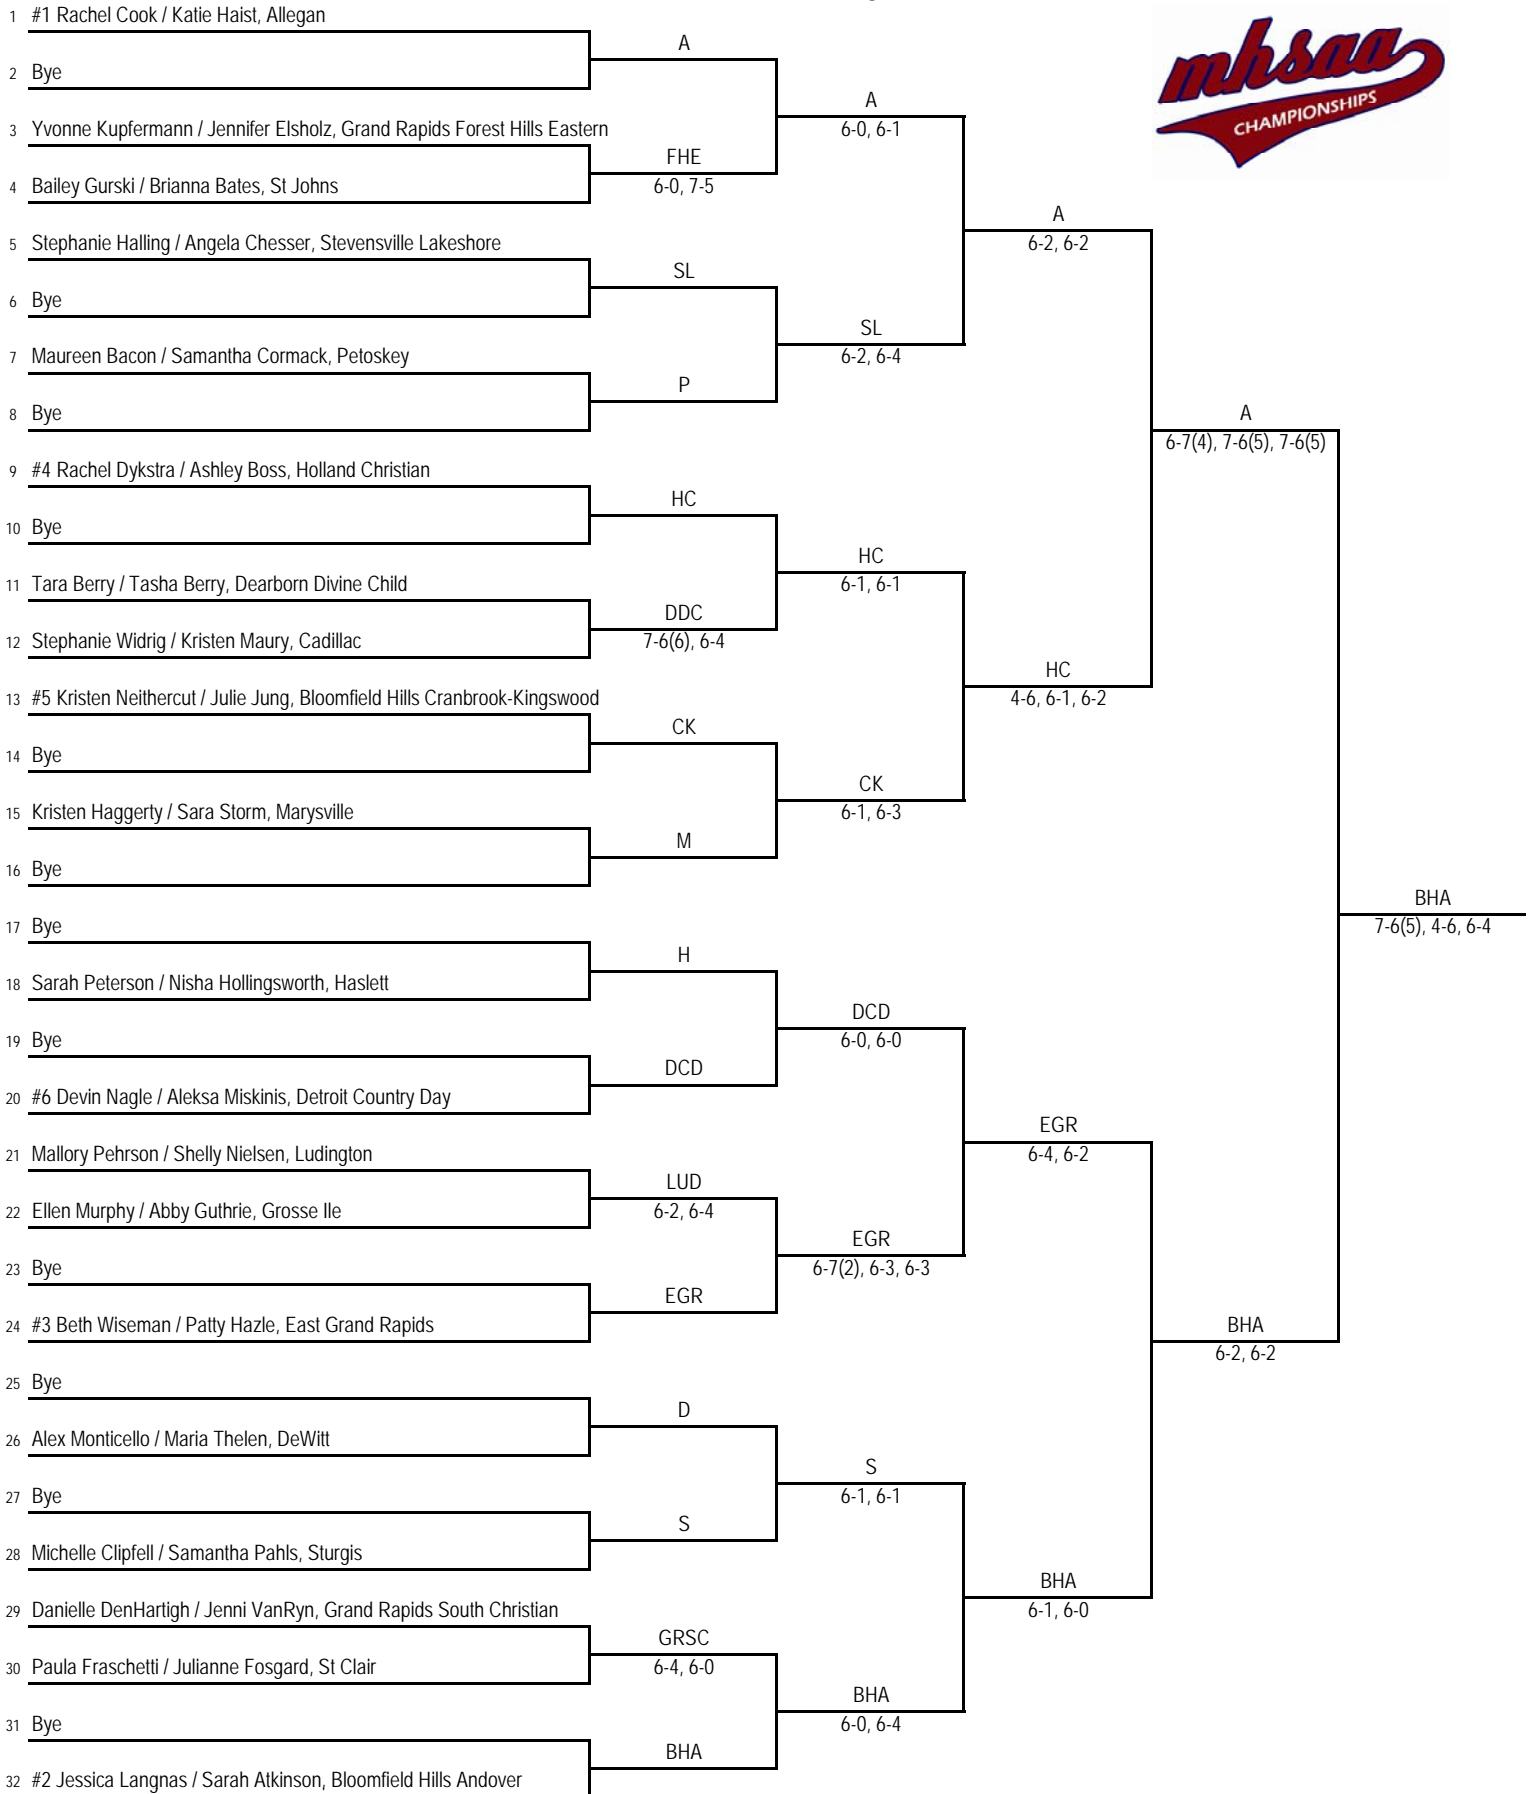 1 #1 Rachel Cook / Katie Haist, Allegan
A
2 Bye
A
6-0, 6-1
3 Yvonne Kupfermann / Jennifer Elsholz, Grand Rapids Forest Hills Eastern
FHE
6-0, 7-5
4 Bailey Gurski / Brianna Bates, St Johns
A
6-2, 6-2
5 Stephanie Halling / Angela Chesser, Stevensville Lakeshore
SL
6 Bye
SL
6-2, 6-4
7 Maureen Bacon / Samantha Cormack, Petoskey
P
8 Bye
A
6-7(4), 7-6(5), 7-6(5)
9 #4 Rachel Dykstra / Ashley Boss, Holland Christian
HC
10 Bye
HC
6-1, 6-1
11 Tara Berry / Tasha Berry, Dearborn Divine Child
DDC
7-6(6), 6-4
12 Stephanie Widrig / Kristen Maury, Cadillac
HC
4-6, 6-1, 6-2
13 #5 Kristen Neithercut / Julie Jung, Bloomfield Hills Cranbrook-Kingswood
CK
14 Bye
CK
6-1, 6-3
15 Kristen Haggerty / Sara Storm, Marysville
M
16 Bye
BHA
7-6(5), 4-6, 6-4
17 Bye
H
18 Sarah Peterson / Nisha Hollingsworth, Haslett
DCD
6-0, 6-0
19 Bye
DCD
20 #6 Devin Nagle / Aleksa Miskinis, Detroit Country Day
EGR
6-4, 6-2
21 Mallory Pehrson / Shelly Nielsen, Ludington
LUD
6-2, 6-4
22 Ellen Murphy / Abby Guthrie, Grosse Ile
EGR
6-7(2), 6-3, 6-3
23 Bye
EGR
24 #3 Beth Wiseman / Patty Hazle, East Grand Rapids
BHA
6-2, 6-2
25 Bye
D
26 Alex Monticello / Maria Thelen, DeWitt
S
6-1, 6-1
27 Bye
S
28 Michelle Clipfell / Samantha Pahls, Sturgis
BHA
6-1, 6-0
29 Danielle DenHartigh / Jenni VanRyn, Grand Rapids South Christian
GRSC
6-4, 6-0
30 Paula Fraschetti / Julianne Fosgard, St Clair
BHA
6-0, 6-4
31 Bye
BHA
32 #2 Jessica Langnas / Sarah Atkinson, Bloomfield Hills Andover
mhsaa
CHAMPIONSHIPS